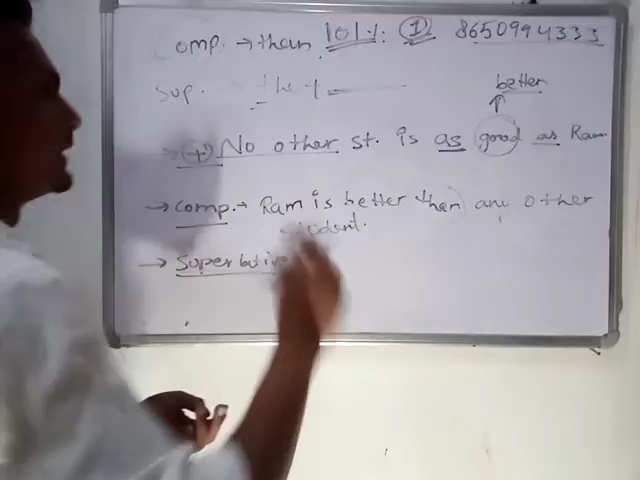 Comp. → than 101%: ① 8650994333
Sup. the
better
→ (+) No other st. is as good as Ram
→ comp. → Ram is better than any other
student.
→ Superlative